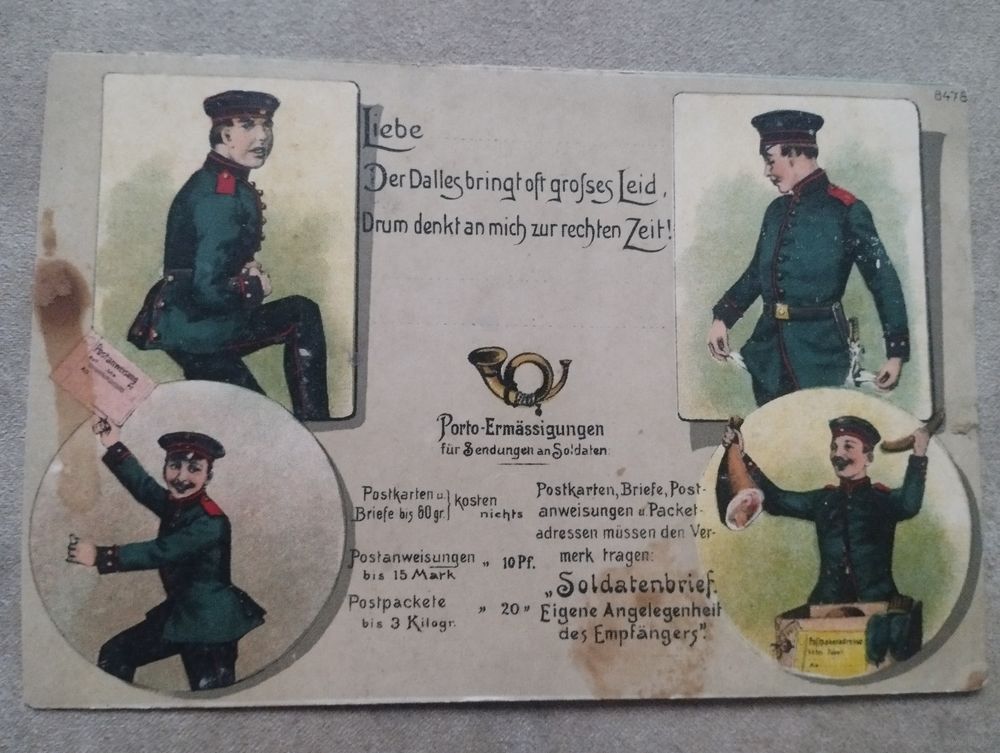 8478
Liebe
Der Dalles bringt oft grosses Leid,
Drum denkt an mich zur rechten Zeit!
Postanweisung
Porto-Ermässigungen
für Sendungen an Soldaten:
Postkarten u. } kosten
Briefe bis 60 gr. } nichts
Postanweisungen „ 10 Pf.
bis 15 Mark
Postpackete „ 20 „
bis 3 Kilogr.
Postkarten, Briefe, Post-
anweisungen u. Packet-
adressen müssen den Ver-
merk tragen:
„Soldatenbrief.
Eigene Angelegenheit
des Empfängers".